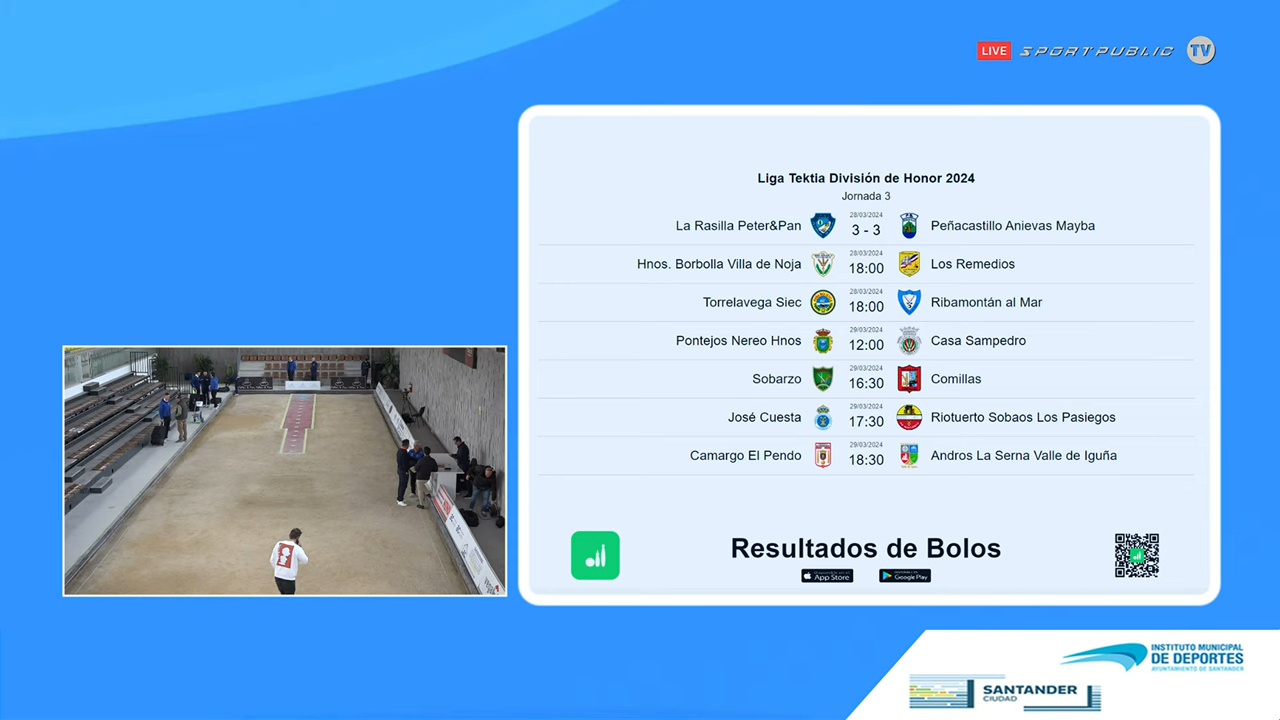 LIVE SPORTPUBLIC TV
Liga Tektia División de Honor 2024
Jornada 3
La Rasilla Peter&Pan 28/03/2024 3 - 3 Peñacastillo Anievas Mayba
Hnos. Borbolla Villa de Noja 28/03/2024 18:00 Los Remedios
Torrelavega Siec 28/03/2024 18:00 Ribamontán al Mar
Pontejos Nereo Hnos 29/03/2024 12:00 Casa Sampedro
Sobarzo 29/03/2024 16:30 Comillas
José Cuesta 29/03/2024 17:30 Riotuerto Sobaos Los Pasiegos
Camargo El Pendo 29/03/2024 18:30 Andros La Serna Valle de Iguña
Resultados de Bolos
App Store Google Play
INSTITUTO MUNICIPAL
DE DEPORTES
AYUNTAMIENTO DE SANTANDER
SANTANDER
CIUDAD